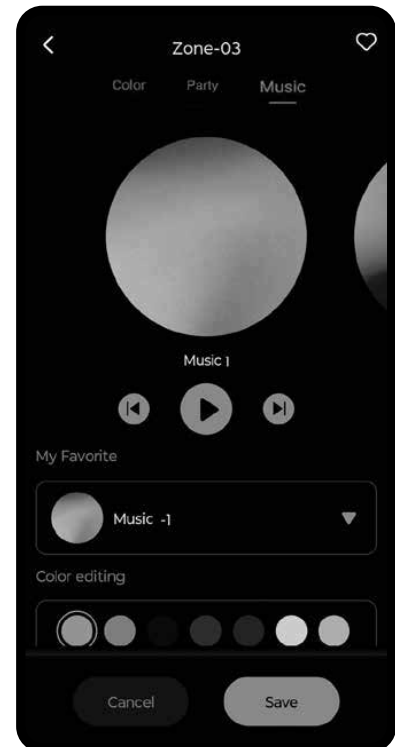 Zone-03
Color Party Music
Music 1
My Favorite
Music -1
Color editing
Cancel Save